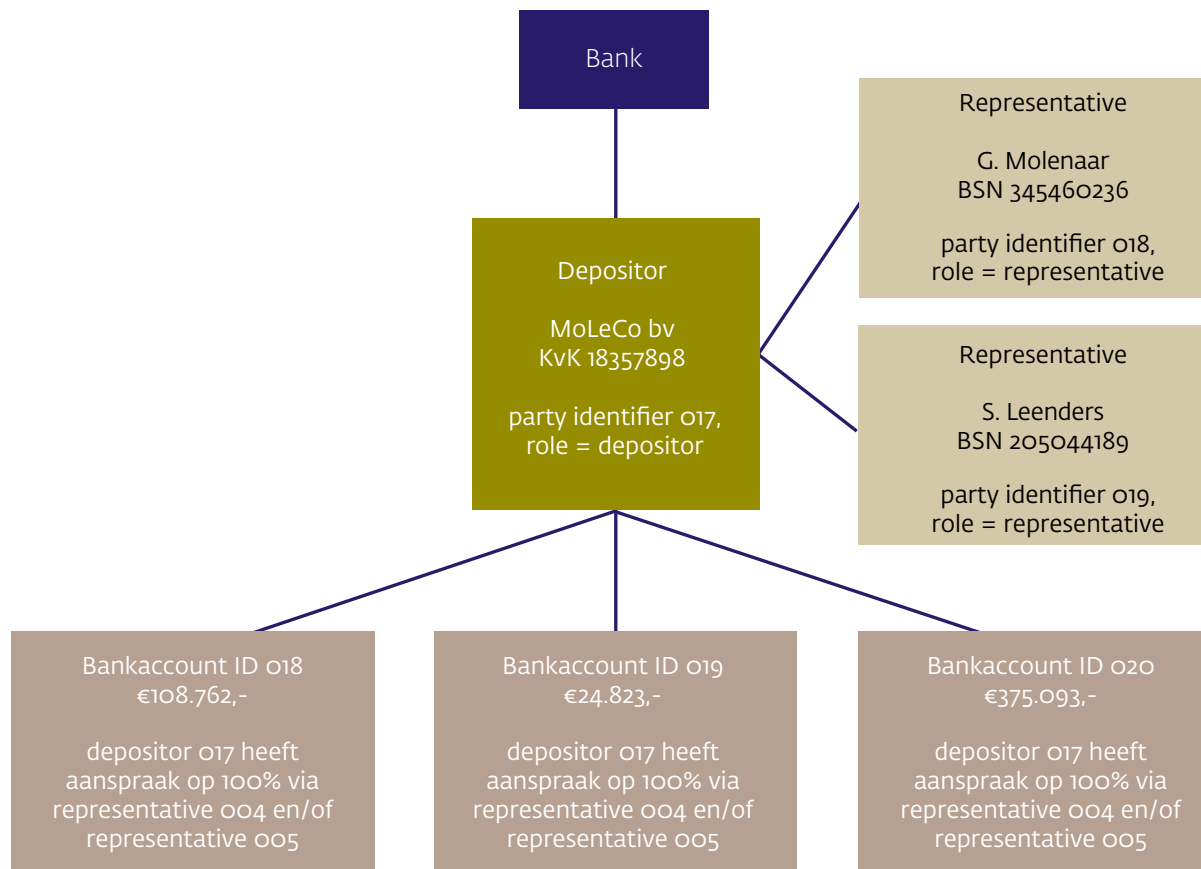 Bank
Representative
G. Molenaar
BSN 345460236
party identifier 018,
role = representative
Depositor
MoLeCo bv
KvK 18357898
party identifier 017,
role = depositor
Representative
S. Leenders
BSN 205044189
party identifier 019,
role = representative
Bankaccount ID 018
€108.762,-
depositor 017 heeft
aanspraak op 100% via
representative 004 en/of
representative 005
Bankaccount ID 019
€24.823,-
depositor 017 heeft
aanspraak op 100% via
representative 004 en/of
representative 005
Bankaccount ID 020
€375.093,-
depositor 017 heeft
aanspraak op 100% via
representative 004 en/of
representative 005